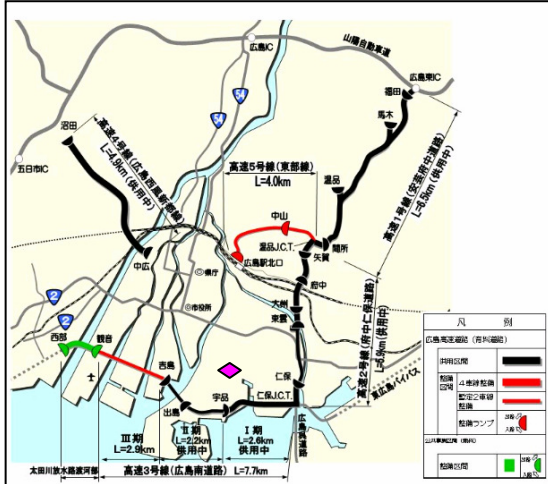 広島IC
山陽自動車道
広島東IC
福田
馬木
54
54
沼田
高速4号線(広島西風新都線)
L=4.9km(供用中)
五日市IC
高速5号線(東部線)
L=4.0km
高速1号線(安芸府中道路)
L=6.5km(供用中)
温品
中山
温品J.C.T.
間所
矢賀
広島駅北口
中広
県庁
府中
市役所
大州
東雲
高速2号線(府中仁保道路)
L=5.9km(供用中)
2
2
西部
観音
吉島
仁保
東広島バイパス
出島
宇品
仁保J.C.T.
広島呉道路
Ⅲ期
L=2.9km
Ⅱ期
L=2.2km
供用中
Ⅰ期
L=2.6km
供用中
太田川放水路渡河部
高速3号線(広島南道路)
L=7.7km
凡例
広島高速道路(有料道路)
供用区間
整備区間
4車線整備
暫定2車線整備
整備ランプ
出路
入路
整備区間
出路
入路